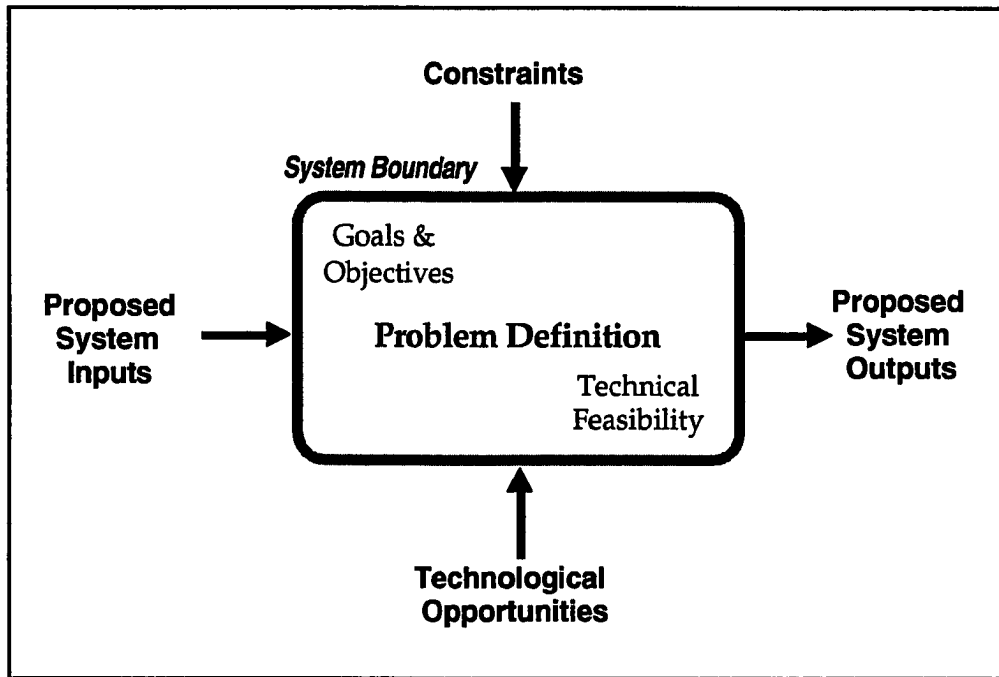 Constraints
System Boundary
Goals &
Objectives
Proposed
System
Inputs
Problem Definition
Proposed
System
Outputs
Technical
Feasibility
Technological
Opportunities